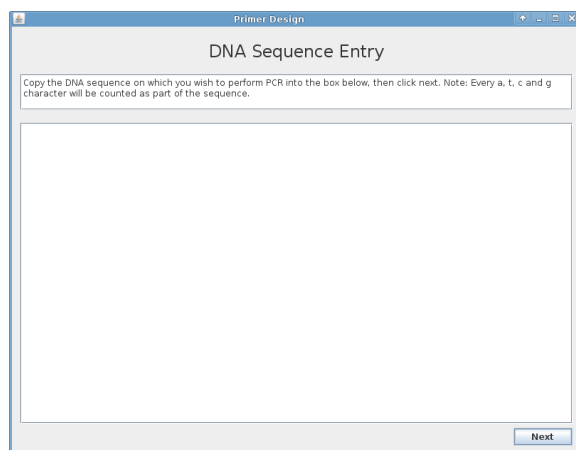 Primer Design
DNA Sequence Entry
Copy the DNA sequence on which you wish to perform PCR into the box below, then click next. Note: Every a, t, c and g
character will be counted as part of the sequence.
Next